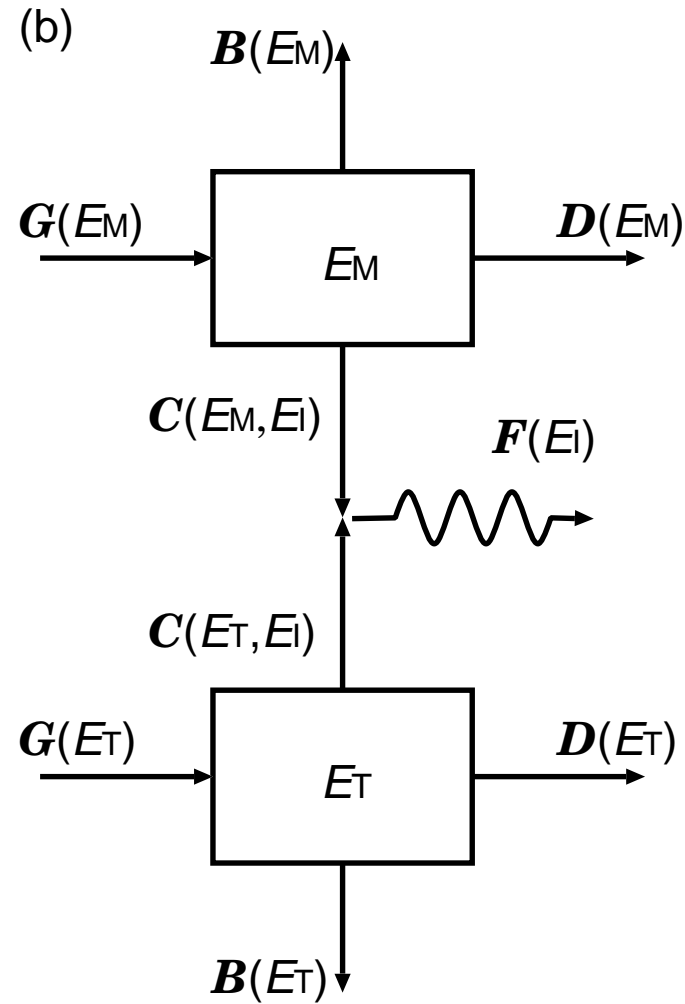 (b)
B(EM)
G(EM)
D(EM)
EM
C(EM,EI)
F(EI)
C(ET,EI)
G(ET)
D(ET)
ET
B(ET)